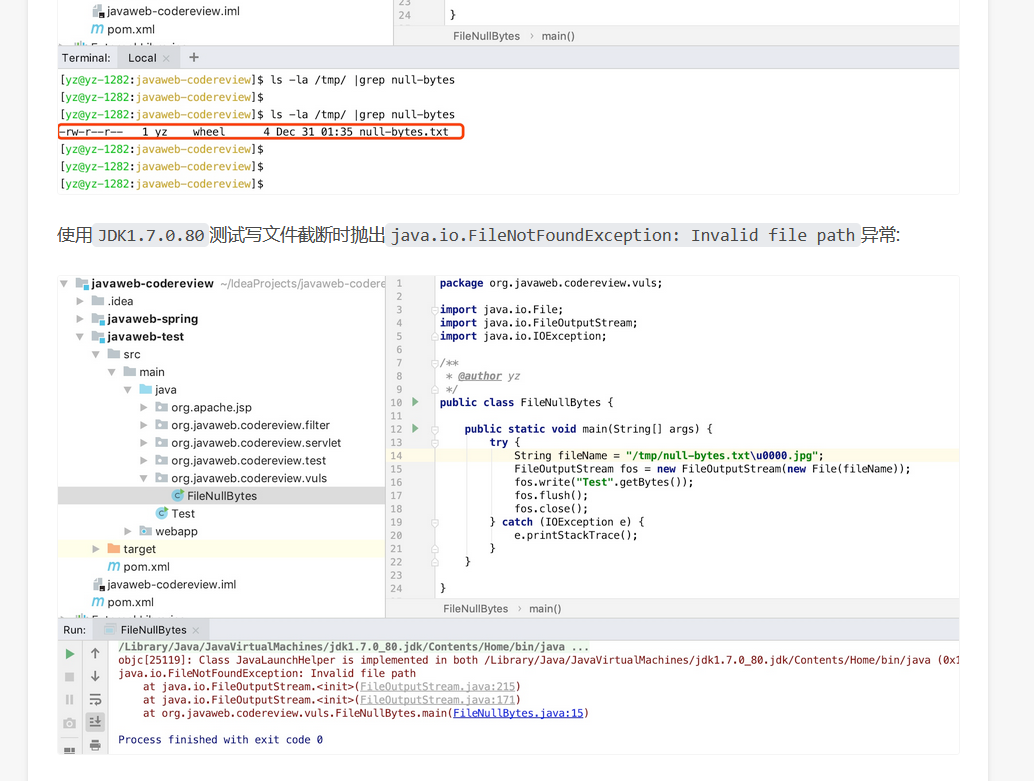 javaweb-codereview.iml
pom.xml
23
24 }
FileNullBytes › main()
Terminal: Local × +
[yz@yz-1282:javaweb-codereview]$ ls -la /tmp/ |grep null-bytes
[yz@yz-1282:javaweb-codereview]$
[yz@yz-1282:javaweb-codereview]$ ls -la /tmp/ |grep null-bytes
-rw-r--r-- 1 yz wheel 4 Dec 31 01:35 null-bytes.txt
[yz@yz-1282:javaweb-codereview]$
[yz@yz-1282:javaweb-codereview]$
[yz@yz-1282:javaweb-codereview]$
使用 JDK1.7.0.80 测试写文件截断时抛出 java.io.FileNotFoundException: Invalid file path 异常:
javaweb-codereview ~/IdeaProjects/javaweb-codere
.idea
javaweb-spring
javaweb-test
src
main
java
org.apache.jsp
org.javaweb.codereview.filter
org.javaweb.codereview.servlet
org.javaweb.codereview.test
org.javaweb.codereview.vuls
FileNullBytes
Test
webapp
target
pom.xml
javaweb-codereview.iml
pom.xml
1 package org.javaweb.codereview.vuls;
2
3 import java.io.File;
4 import java.io.FileOutputStream;
5 import java.io.IOException;
6
7 /**
8 * @author yz
9 */
10 public class FileNullBytes {
11
12 public static void main(String[] args) {
13 try {
14 String fileName = "/tmp/null-bytes.txt\u0000.jpg";
15 FileOutputStream fos = new FileOutputStream(new File(fileName));
16 fos.write("Test".getBytes());
17 fos.flush();
18 fos.close();
19 } catch (IOException e) {
20 e.printStackTrace();
21 }
22 }
23
24 }
FileNullBytes › main()
Run: FileNullBytes ×
/Library/Java/JavaVirtualMachines/jdk1.7.0_80.jdk/Contents/Home/bin/java ...
objc[25119]: Class JavaLaunchHelper is implemented in both /Library/Java/JavaVirtualMachines/jdk1.7.0_80.jdk/Contents/Home/bin/java (0x1
java.io.FileNotFoundException: Invalid file path
at java.io.FileOutputStream.<init>(FileOutputStream.java:215)
at java.io.FileOutputStream.<init>(FileOutputStream.java:171)
at org.javaweb.codereview.vuls.FileNullBytes.main(FileNullBytes.java:15)
Process finished with exit code 0